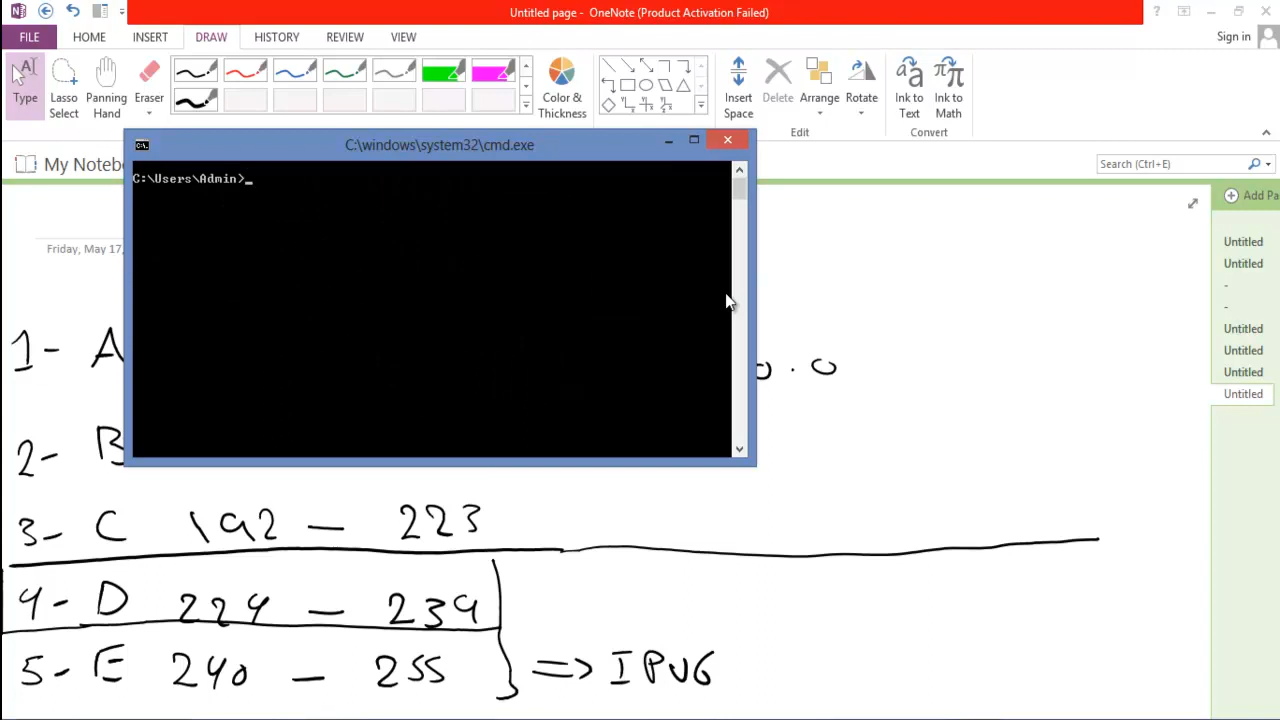 Untitled page - OneNote (Product Activation Failed)
FILE HOME INSERT DRAW HISTORY REVIEW VIEW Sign in
Type
Lasso Select
Panning Hand
Eraser
Color & Thickness
Insert Space
Delete
Arrange
Rotate
Edit
Ink to Text
Ink to Math
Convert
C:\windows\system32\cmd.exe
C:\Users\Admin>_
My Noteb
Search (Ctrl+E)
Add Pa
Friday, May 17,
Untitled
Untitled
-
-
Untitled
Untitled
Untitled
Untitled
1- A
0.0
2- B
3- C 192 - 223
4- D 224 - 239
5- E 240 - 255 => IPV6